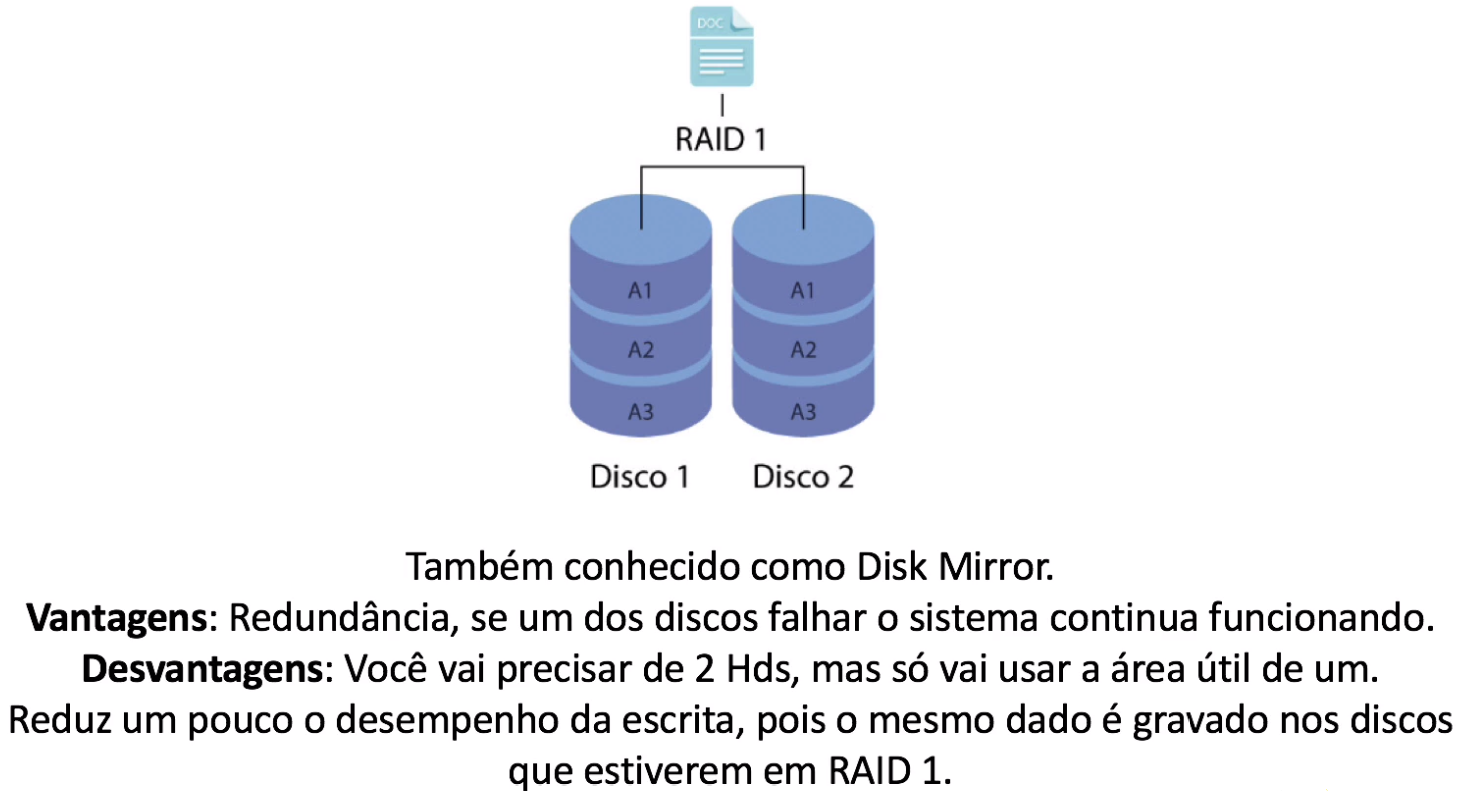 DOC
RAID 1
A1 A1
A2 A2
A3 A3
Disco 1 Disco 2
Também conhecido como Disk Mirror.
Vantagens: Redundância, se um dos discos falhar o sistema continua funcionando.
Desvantagens: Você vai precisar de 2 Hds, mas só vai usar a área útil de um.
Reduz um pouco o desempenho da escrita, pois o mesmo dado é gravado nos discos
que estiverem em RAID 1.